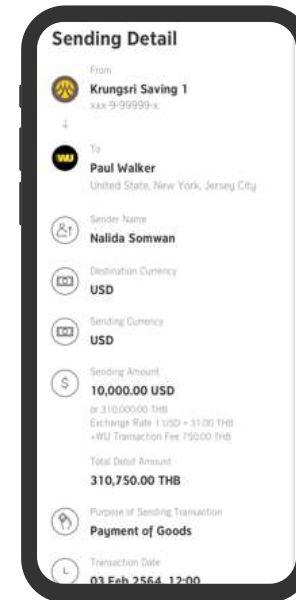 Sending Detail
From
Krungsri Saving 1
xxx-9-99999-x
To
WU
Paul Walker
United State, New York, Jersey City
Sender Name
Nalida Somwan
Destination Currency
USD
Sending Currency
USD
Sending Amount
$
10,000.00 USD
or 310,000.00 THB
Exchange Rate 1 USD = 31.00 THB
+WU Transaction Fee 750.00 THB
Total Debit Amount
310,750.00 THB
Purpose of Sending Transaction
Payment of Goods
Transaction Date
03 Feb 2564, 12:00